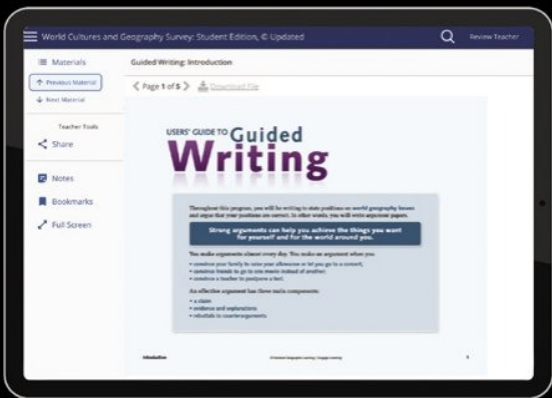 World Cultures and Geography Survey: Student Edition, © Updated
Review Teacher
Materials
Previous Material
Next Material
Teacher Tools
Share
Notes
Bookmarks
Full Screen
Guided Writing: Introduction
Page 1 of 5
Download File
USERS' GUIDE TO Guided
Writing
Throughout this program, you will be writing to state positions on world geography issues
and argue that your positions are correct. In other words, you will write argument papers.
Strong arguments can help you achieve the things you want
for yourself and for the world around you.
You make arguments almost every day. You make an argument when you
• convince your family to raise your allowance or let you go to a concert,
• convince friends to go to one movie instead of another,
• convince a teacher to postpone a test.
An effective argument has three main components:
• a claim
• evidence and explanations
• rebuttals to counterarguments
Introduction
© National Geographic Learning, Cengage Learning